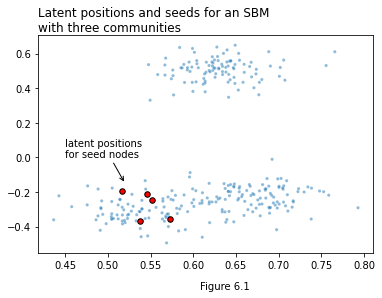 Latent positions and seeds for an SBM
with three communities
0.6
0.4
0.2
0.0
−0.2
−0.4
latent positions
for seed nodes
0.45 0.50 0.55 0.60 0.65 0.70 0.75 0.80
Figure 6.1